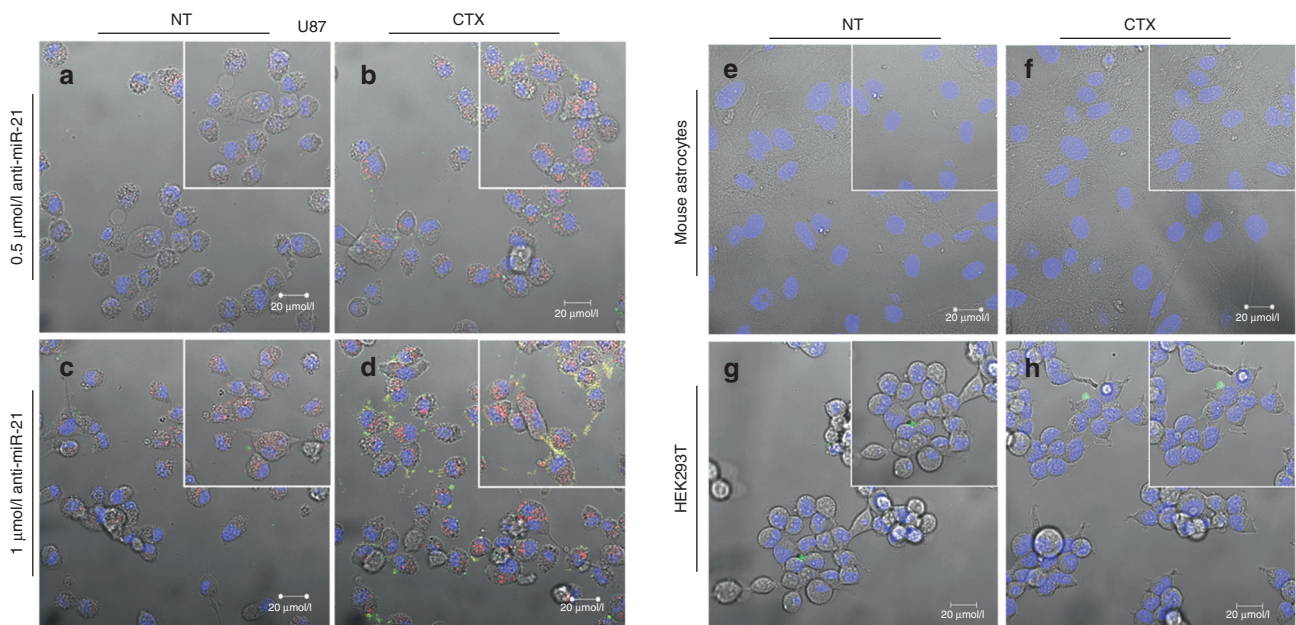 NT
U87
CTX
NT
CTX
0.5 μmol/l anti-miR-21
a
b
20 μmol/l
20 μmol/l
1 μmol/l anti-miR-21
c
d
20 μmol/l
20 μmol/l
Mouse astrocytes
e
f
20 μmol/l
20 μmol/l
HEK293T
g
h
20 μmol/l
20 μmol/l